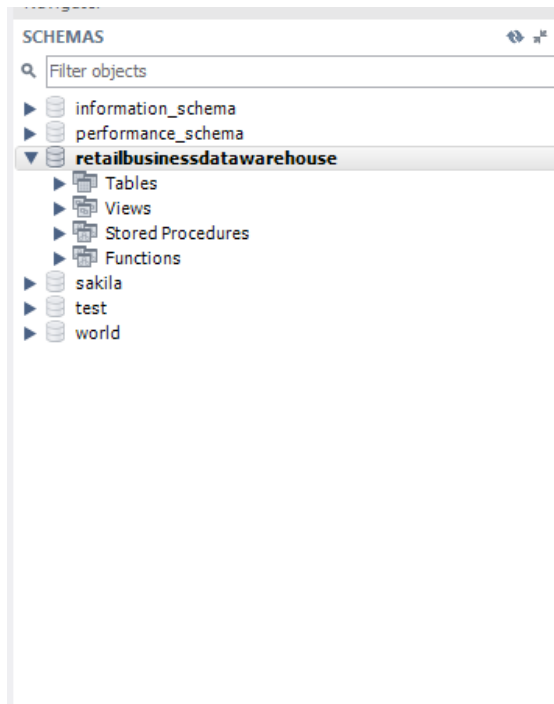 SCHEMAS
Filter objects
information_schema
performance_schema
retailbusinessdatawarehouse
Tables
Views
Stored Procedures
Functions
sakila
test
world